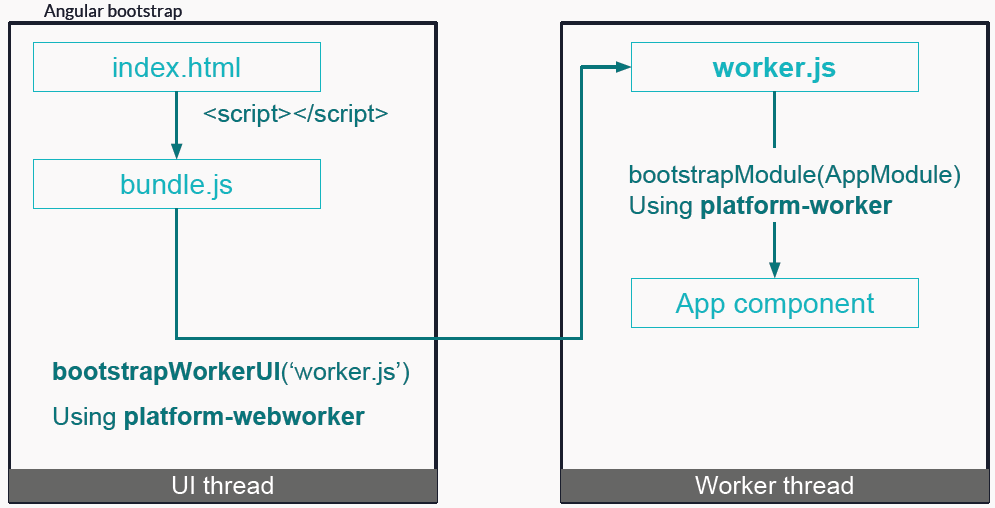 Angular bootstrap
index.html
<script></script>
bundle.js
bootstrapWorkerUI(‘worker.js’)
Using platform-webworker
UI thread
worker.js
bootstrapModule(AppModule)
Using platform-worker
App component
Worker thread